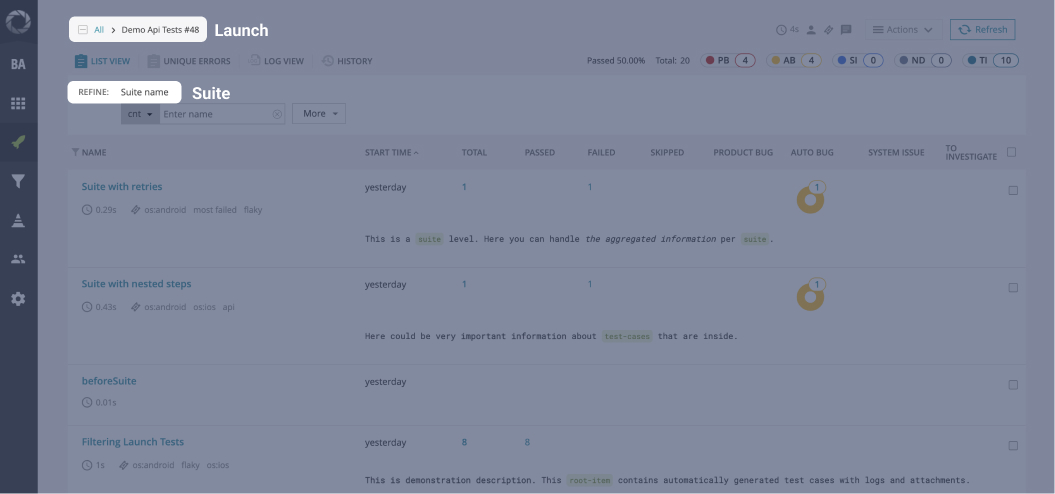 All > Demo Api Tests #48 Launch 4s Actions Refresh
BA LIST VIEW UNIQUE ERRORS LOG VIEW HISTORY Passed 50.00% Total: 20 PB 4 AB 4 SI 0 ND 0 TI 10
REFINE: Suite name Suite
cnt Enter name More
NAME START TIME TOTAL PASSED FAILED SKIPPED PRODUCT BUG AUTO BUG SYSTEM ISSUE TO INVESTIGATE
Suite with retries yesterday 1 1 1
0.29s os:android most failed flaky
This is a suite level. Here you can handle the aggregated information per suite.
Suite with nested steps yesterday 1 1 1
0.43s os:android os:ios api
Here could be very important information about test-cases that are inside.
beforeSuite yesterday
0.01s
Filtering Launch Tests yesterday 8 8
1s os:android flaky os:ios
This is demonstration description. This root-item contains automatically generated test cases with logs and attachments.